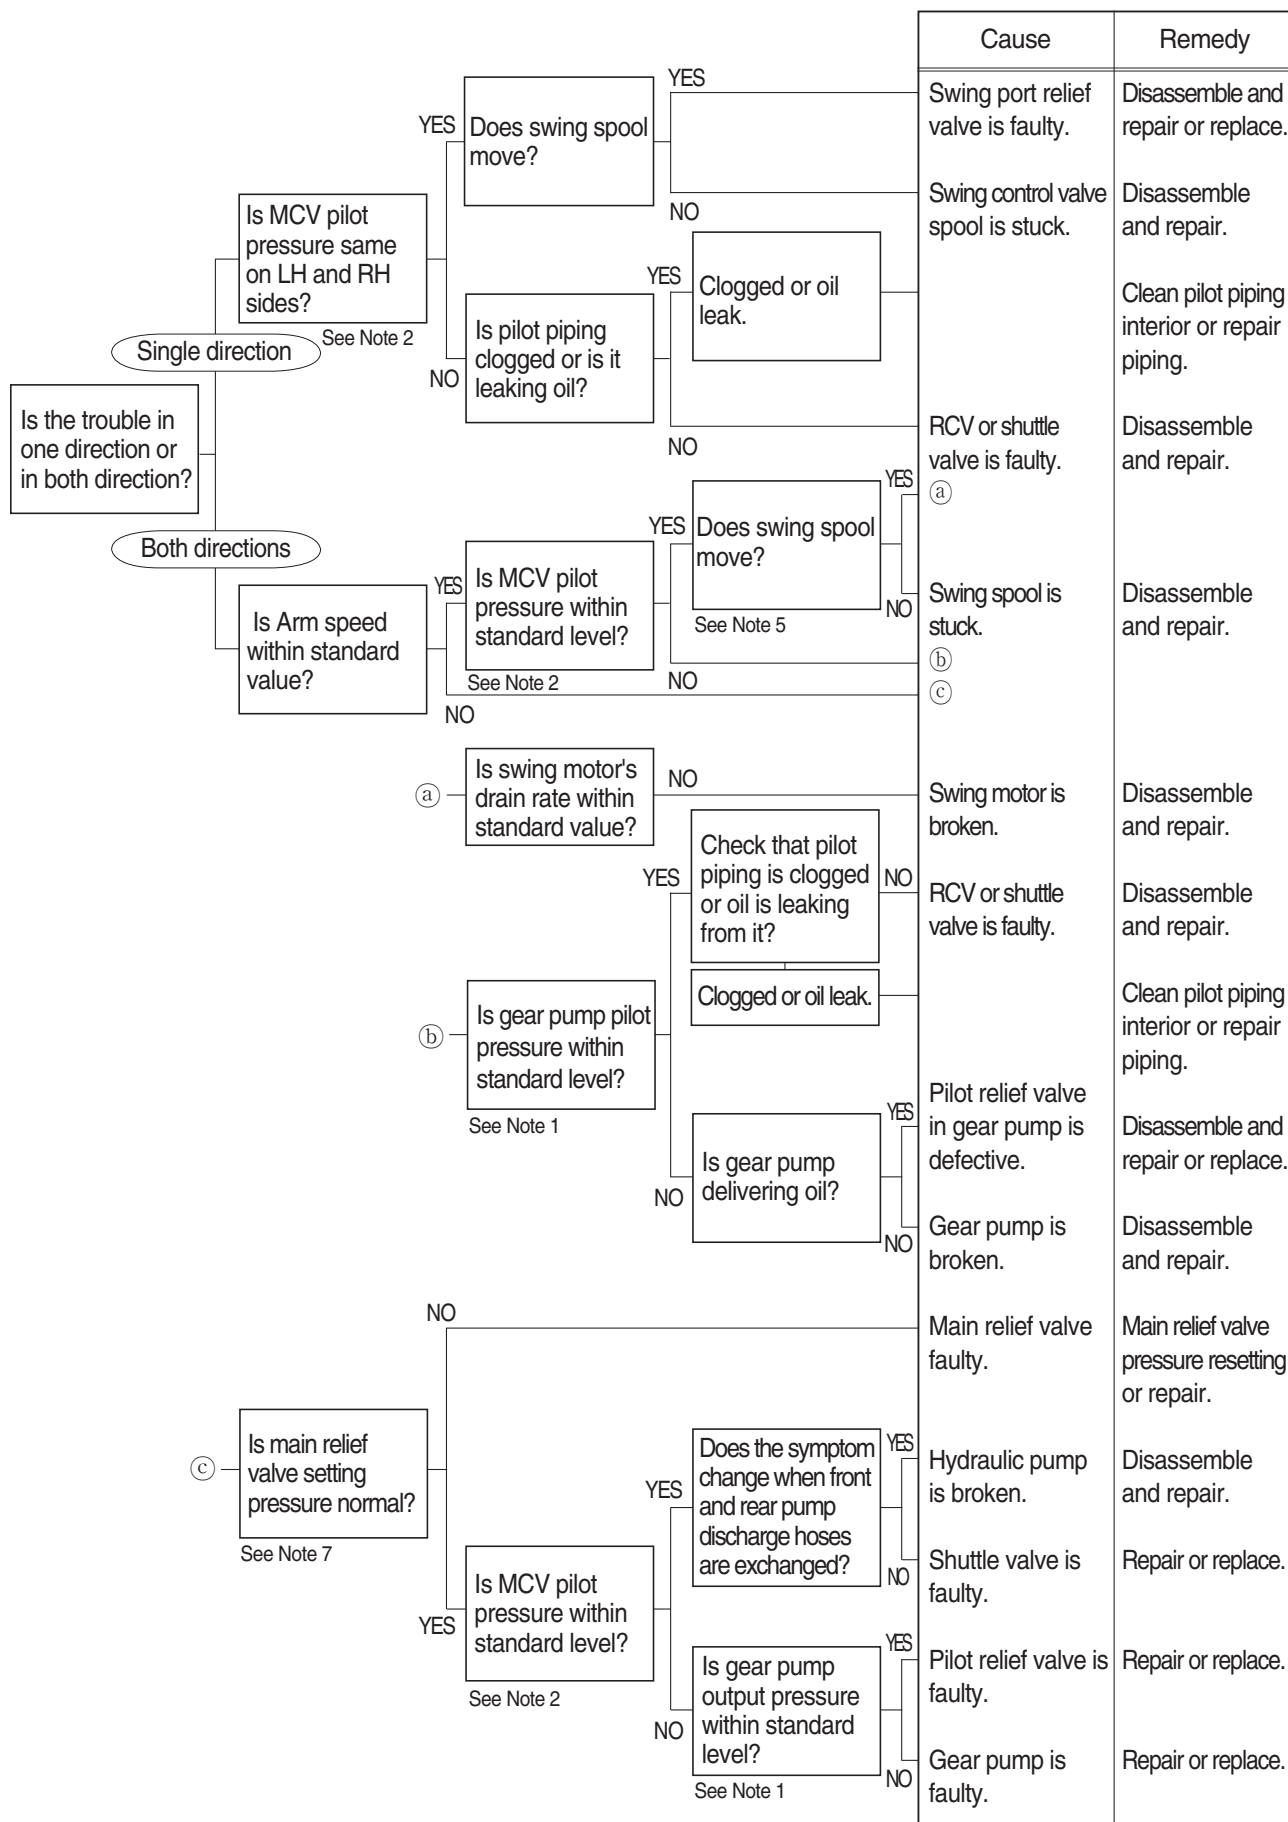 Cause
Remedy
YES
Swing port relief
valve is faulty.
Disassemble and
repair or replace.
YES
Does swing spool
move?
NO
Swing control valve
spool is stuck.
Disassemble
and repair.
Is MCV pilot
pressure same
on LH and RH
sides?
See Note 2
Single direction
NO
Is pilot piping
clogged or is it
leaking oil?
YES
Clogged or oil
leak.
Clean pilot piping
interior or repair
piping.
NO
RCV or shuttle
valve is faulty.
Disassemble
and repair.
Is the trouble in
one direction or
in both direction?
Both directions
Is Arm speed
within standard
value?
YES
Is MCV pilot
pressure within
standard level?
See Note 2
YES
Does swing spool
move?
See Note 5
YES
ⓐ
NO
Swing spool is
stuck.
Disassemble
and repair.
NO
ⓑ
NO
ⓒ
ⓐ
Is swing motor's
drain rate within
standard value?
NO
Swing motor is
broken.
Disassemble
and repair.
YES
Check that pilot
piping is clogged
or oil is leaking
from it?
NO
RCV or shuttle
valve is faulty.
Disassemble
and repair.
Clogged or oil leak.
Clean pilot piping
interior or repair
piping.
ⓑ
Is gear pump pilot
pressure within
standard level?
See Note 1
NO
Is gear pump
delivering oil?
YES
Pilot relief valve
in gear pump is
defective.
Disassemble and
repair or replace.
NO
Gear pump is
broken.
Disassemble
and repair.
NO
Main relief valve
faulty.
Main relief valve
pressure resetting
or repair.
ⓒ
Is main relief
valve setting
pressure normal?
See Note 7
YES
Is MCV pilot
pressure within
standard level?
See Note 2
YES
Does the symptom
change when front
and rear pump
discharge hoses
are exchanged?
YES
Hydraulic pump
is broken.
Disassemble
and repair.
NO
Shuttle valve is
faulty.
Repair or replace.
NO
Is gear pump
output pressure
within standard
level?
See Note 1
YES
Pilot relief valve is
faulty.
Repair or replace.
NO
Gear pump is
faulty.
Repair or replace.